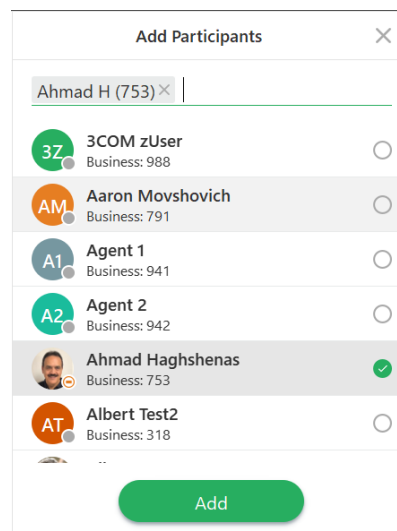 Add Participants
Ahmad H (753)
3Z
3COM zUser
Business: 988
AM
Aaron Movshovich
Business: 791
A1
Agent 1
Business: 941
A2
Agent 2
Business: 942
Ahmad Haghshenas
Business: 753
AT
Albert Test2
Business: 318
Add